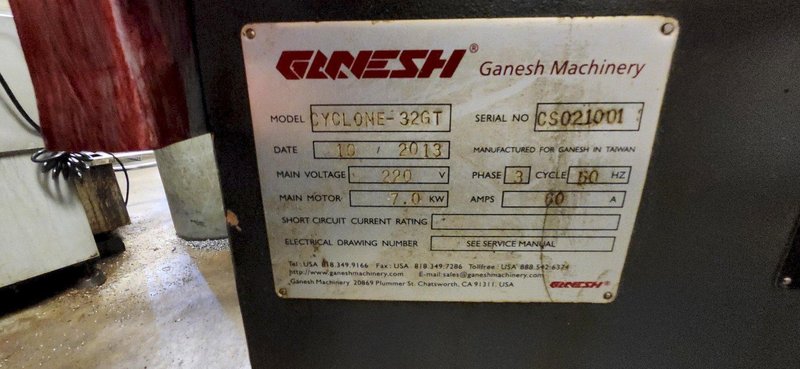 GANESH® Ganesh Machinery
MODEL CYCLONE-32GT SERIAL NO CS021001
DATE 10 / 2013 MANUFACTURED FOR GANESH IN TAIWAN
MAIN VOLTAGE 220 V PHASE 3 CYCLE 60 HZ
MAIN MOTOR 7.0 KW AMPS 60 A
SHORT CIRCUIT CURRENT RATING
ELECTRICAL DRAWING NUMBER SEE SERVICE MANUAL
Tel : USA 818.349.9166 Fax : USA 818.349.7286 Tollfree : USA 888.542.6374
http://www.ganeshmachinery.com E-mail: sales@ganeshmachinery.com
Ganesh Machinery 20869 Plummer St. Chatsworth, CA 91311. USA
GANESH